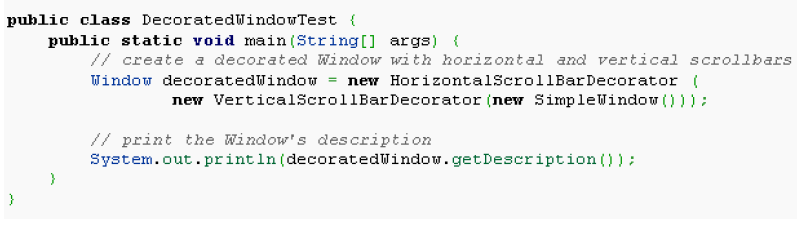 public class DecoratedWindowTest {
    public static void main(String[] args) {
        // create a decorated Window with horizontal and vertical scrollbars
        Window decoratedWindow = new HorizontalScrollBarDecorator (
                new VerticalScrollBarDecorator(new SimpleWindow()));
        // print the Window's description
        System.out.println(decoratedWindow.getDescription());
    }
}